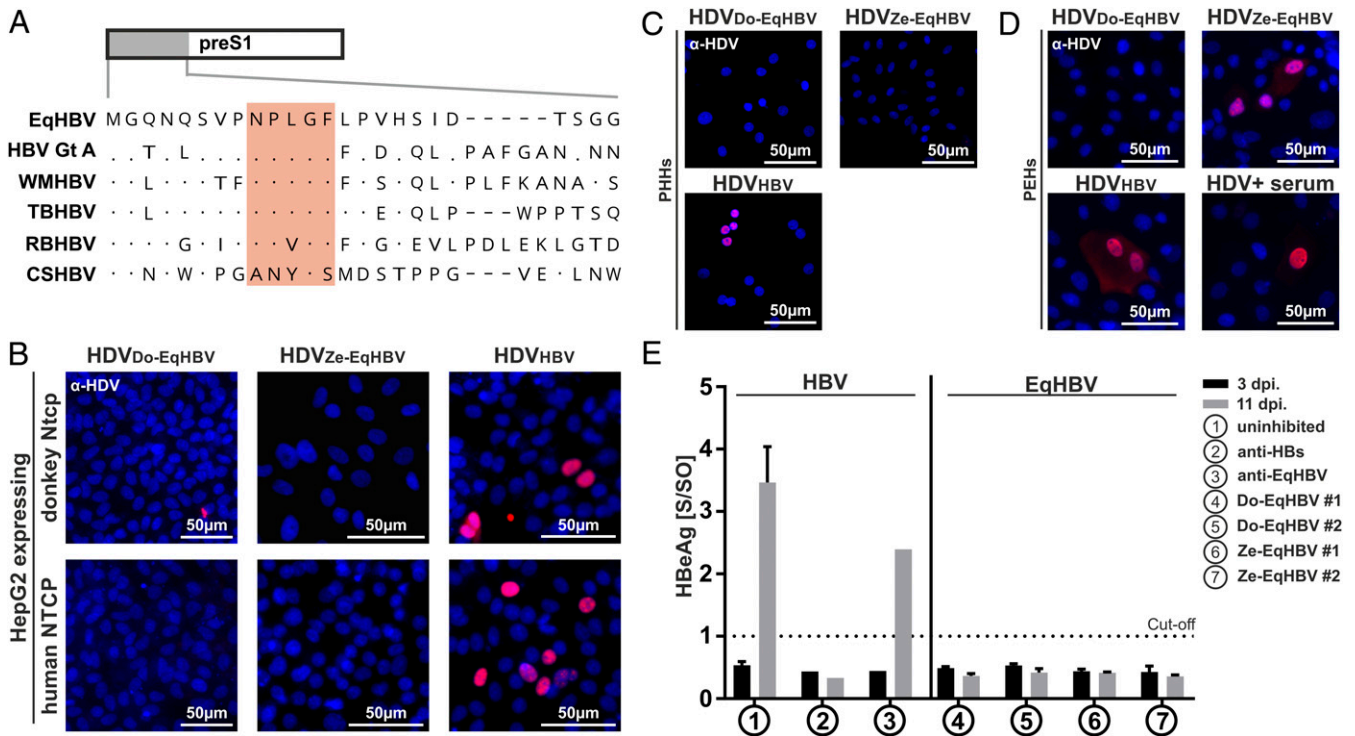 A
preS1
EqHBV M G Q N Q S V P N P L G F L P V H S I D - - - - - T S G G
HBV Gt A . . T . L . . . . . . . . F . D . Q L . P A F G A N . N N
WMHBV · · L · · · T F · · · · · F · S · Q L · P L F K A N A · S
TBHBV · · L · · · · · · · · · · · · · E · Q L P - - - W P P T S Q
RBHBV · · · G · I · · · V · · F · G · E V L P D L E K L G T D
CSHBV · · N · W · P G A N Y · S M D S T P P G - - - V E · L N W
B
HDVDo-EqHBV HDVZe-EqHBV HDVHBV
HepG2 expressing
donkey Ntcp
α-HDV
50µm 50µm 50µm
human NTCP
50µm 50µm 50µm
C
HDVDo-EqHBV HDVZe-EqHBV
α-HDV
50µm 50µm
PHHs
HDVHBV
50µm
D
HDVDo-EqHBV HDVZe-EqHBV
50µm 50µm
PEHs
HDVHBV HDV+ serum
50µm 50µm
E
HBV EqHBV
HBeAg [S/SO]
5
4
3
2
1
0
Cut-off
1 2 3 4 5 6 7
3 dpi.
11 dpi.
1 uninhibited
2 anti-HBs
3 anti-EqHBV
4 Do-EqHBV #1
5 Do-EqHBV #2
6 Ze-EqHBV #1
7 Ze-EqHBV #2